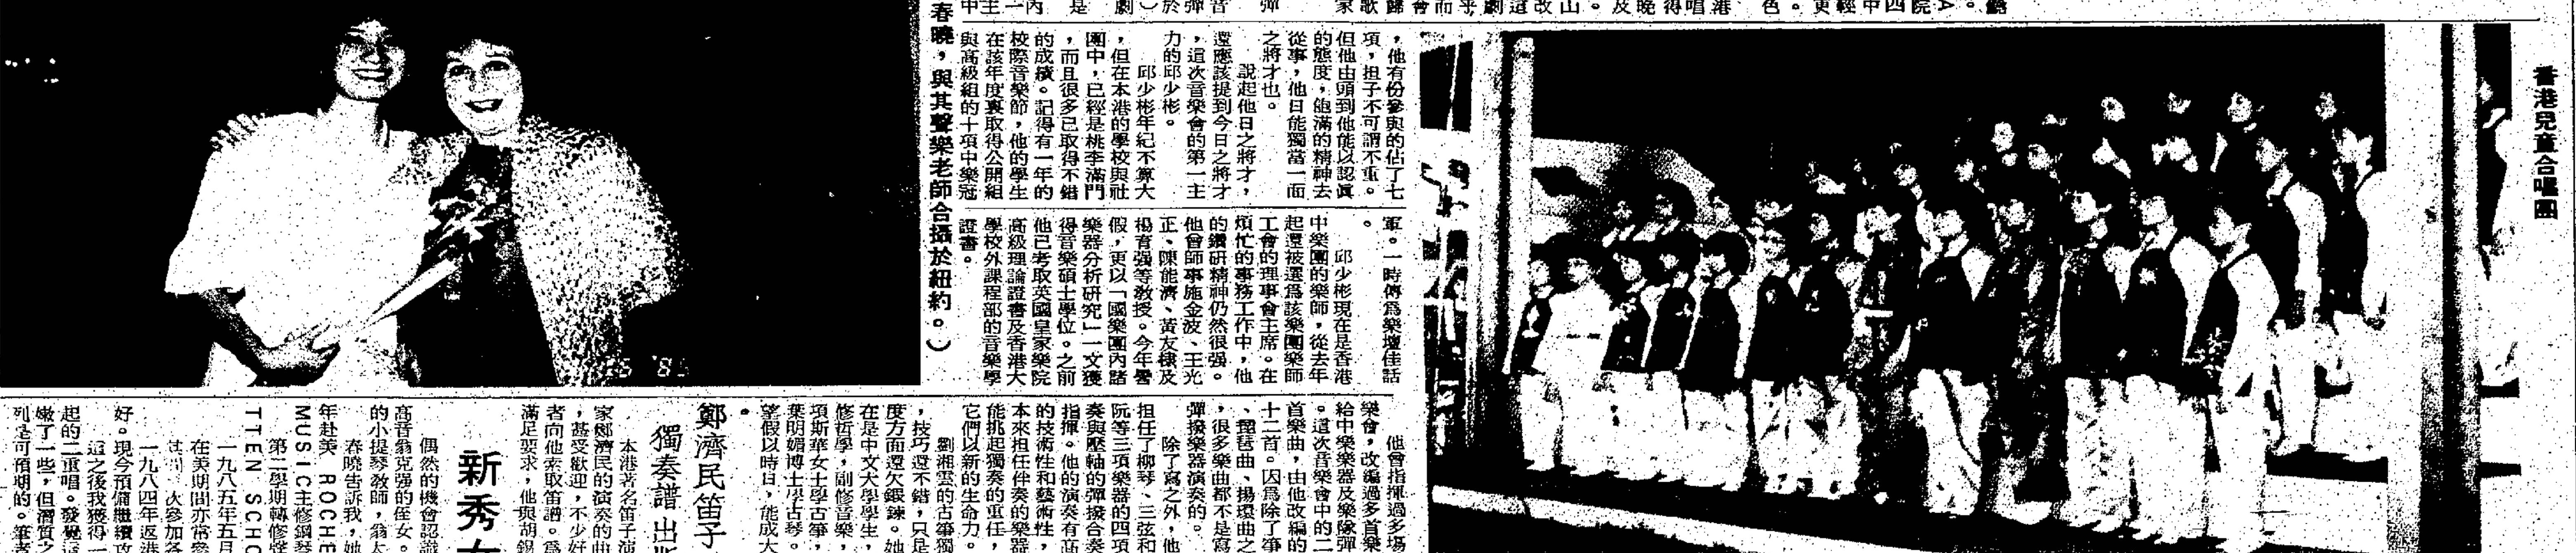 香港兒童合唱團
，他有份參與的佔了七
項，担子不可謂不重。
但他由頭到他能以認眞
的態度，飽滿的精神去
從事，他日能獨當一面
之將才也。
說起他日之將才，
還應該提到今日之將才
，這次音樂會的第一主
力的邱少彬。
邱少彬年紀不算大
，但在本港的學校與社
團中，已經是桃李滿門
，而且很多已取得不錯
的成績。記得有一年的
校際音樂節，他的學生
在該年度裏取得公開組
與高級組的十項中樂冠
軍。一時傳爲樂壇佳話
。
邱少彬現在是香港
中樂團的樂師，從去年
起還被選爲該樂團樂師
工會的理事會主席。在
煩忙的事務工作中，他
的鑽研精神仍然很强。
他曾師事施金波、王光
正、陳能濟、黃友棣及
楊育强等敎授。今年暑
假，更以「國樂團內諸
樂器分析研究」一文獲
得音樂碩士學位。之前
他已考取英國皇家樂院
高級理論證書及香港大
學校外課程部的音樂學
證書。
春曉，與其聲樂老師合攝於紐約。）
他曾指揮過多場
樂會，改編過多首樂
給中樂樂器及樂隊彈
。這次音樂會中的二
首樂曲，由他改編的
十二首。因爲除了箏
、琵琶曲、揚環曲之
，很多樂曲都不是寫
彈撥樂器演奏的。
除了寫之外，他
担任了柳琴、三弦和
阮等三項樂器的四項
奏與壓軸的彈撥合奏
指揮。他的演奏有高
的技術性和藝術性，
本來担任伴奏的樂器
能挑起獨奏的重任，
它們以新的生命力。
劉湘雲的古箏獨
，技巧還不錯，只是
度方面還欠鍛鍊。她
在是中文大學學生，
修哲學，副修音樂，
項斯華女士學古箏，
葉明媚博士學古琴。
望假以時日，能成大
。
鄭濟民笛子
獨奏譜出版
本港著名笛子演
家鄭濟民的演奏的曲
，甚受歡迎，不少好
者向他索取笛譜。爲
滿足要求，他與胡錫
新秀
偶然的機會認識
高音翁克强的侄女。
的小提琴敎師，翁太
春曉告訴我，她
年赴美 ROCHE
MUSIC主修鋼琴
第二學期轉修聲
TTEN SCHO
一九八五年五月
在美期間亦常參
其間一次參加各
一九八四年返港
好。現今預備繼續攻
這之後我獲得一
起的二重唱。發覺這
嫩了一些，但潛質之
列是可預期的。筆者